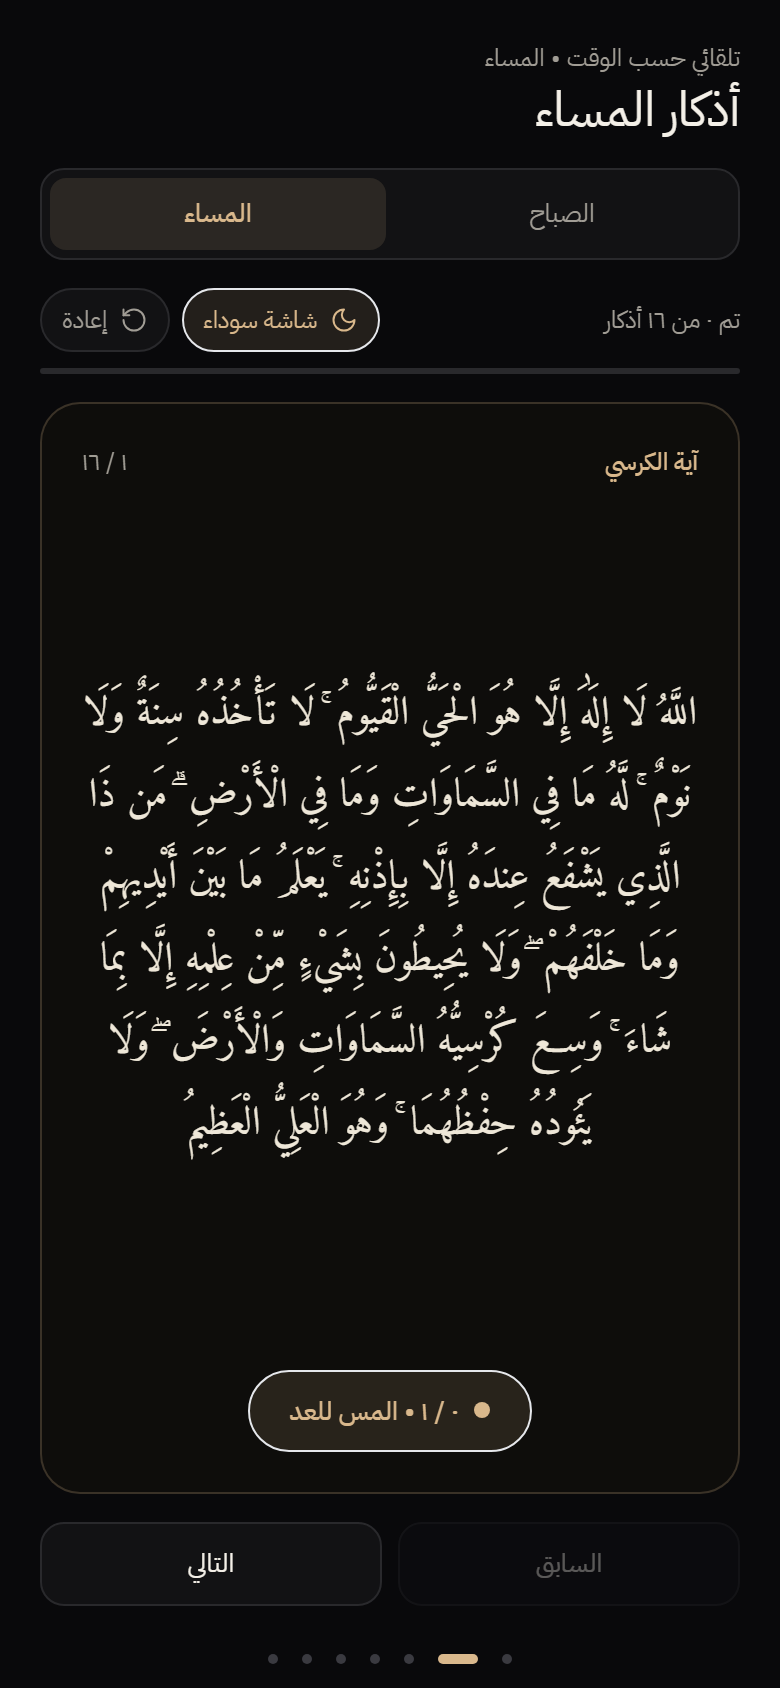 تلقائي حسب الوقت • المساء
أذكار المساء
الصباح
المساء
تم ٠ من ١٦ أذكار
شاشة سوداء
إعادة
آية الكرسي
١ / ١٦
اللَّهُ لَا إِلَٰهَ إِلَّا هُوَ الْحَيُّ الْقَيُّومُ ۚ لَا تَأْخُذُهُ سِنَةٌ وَلَا
نَوْمٌ ۚ لَّهُ مَا فِي السَّمَاوَاتِ وَمَا فِي الْأَرْضِ ۗ مَن ذَا
الَّذِي يَشْفَعُ عِندَهُ إِلَّا بِإِذْنِهِ ۚ يَعْلَمُ مَا بَيْنَ أَيْدِيهِمْ
وَمَا خَلْفَهُمْ ۖ وَلَا يُحِيطُونَ بِشَيْءٍ مِّنْ عِلْمِهِ إِلَّا بِمَا
شَاءَ ۚ وَسِعَ كُرْسِيُّهُ السَّمَاوَاتِ وَالْأَرْضَ ۖ وَلَا
يَئُودُهُ حِفْظُهُمَا ۚ وَهُوَ الْعَلِيُّ الْعَظِيمُ
٠ / ١ • المس للعد
السابق
التالي